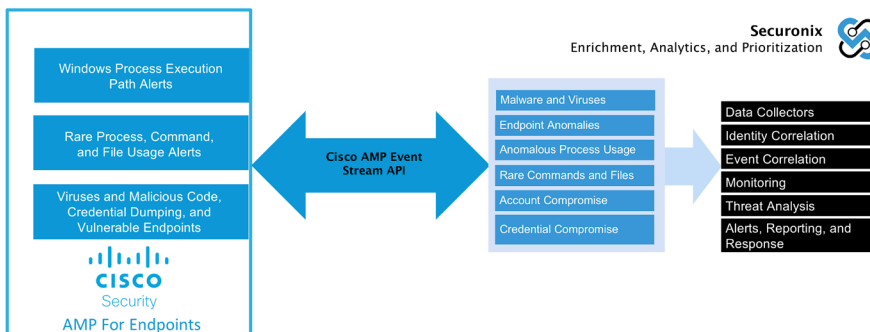 Securonix
Enrichment, Analytics, and Prioritization
Windows Process Execution
Path Alerts
Rare Process, Command,
and File Usage Alerts
Viruses and Malicious Code,
Credential Dumping, and
Vulnerable Endpoints
CISCO
Security
AMP For Endpoints
Cisco AMP Event
Stream API
Malware and Viruses
Endpoint Anomalies
Anomalous Process Usage
Rare Commands and Files
Account Compromise
Credential Compromise
Data Collectors
Identity Correlation
Event Correlation
Monitoring
Threat Analysis
Alerts, Reporting, and
Response